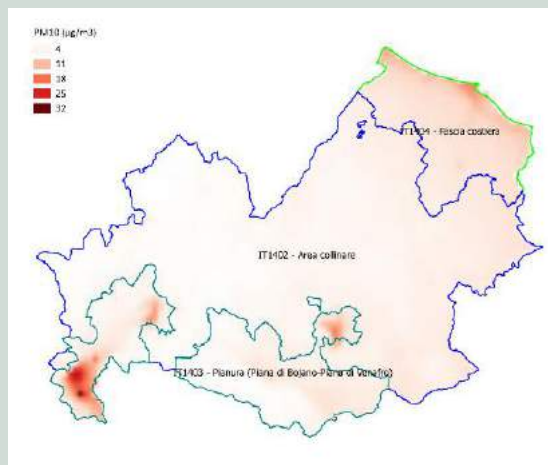 PM10 (µg/m3)
4
11
18
25
32
IT1404 - Fascia costiera
IT1402 - Area collinare
IT1403 - Pianura (Piana di Bojano-Piana di Venafro)